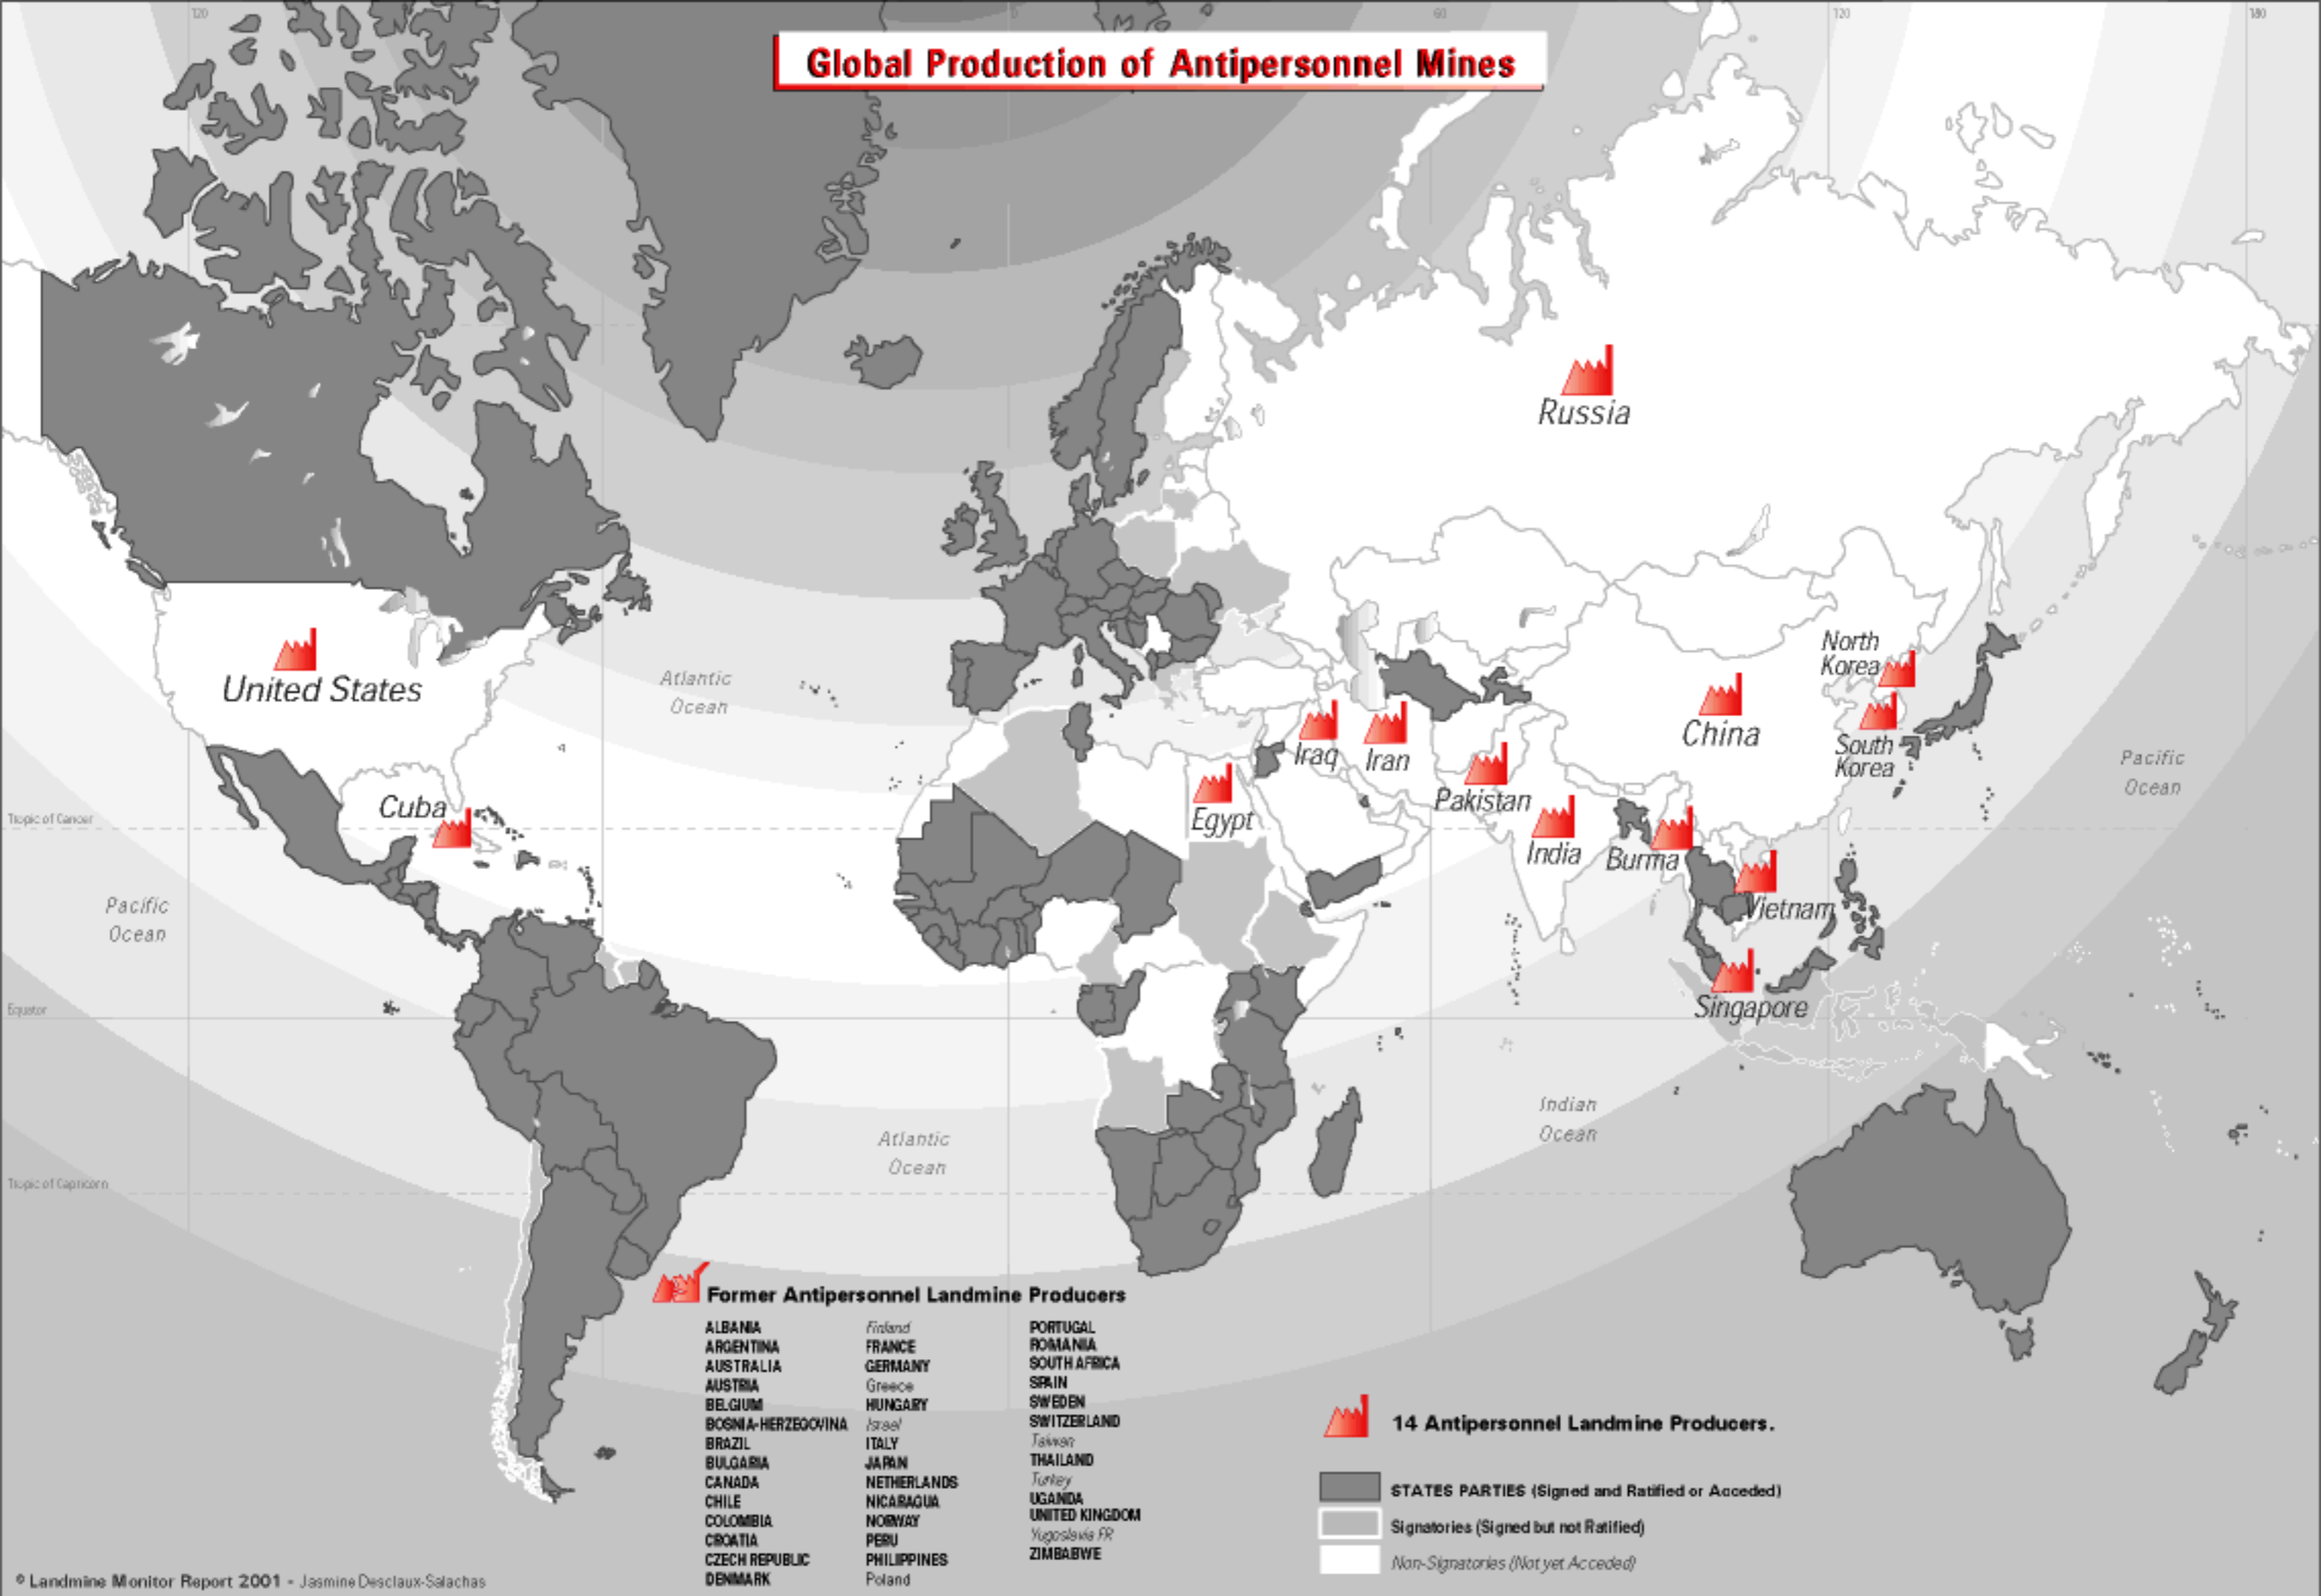 120
0
60
120
180
Global Production of Antipersonnel Mines
Russia
United States
North
Korea
China
South
Korea
Iraq
Iran
Pakistan
Egypt
India
Burma
Vietnam
Singapore
Cuba
Atlantic
Ocean
Pacific
Ocean
Tropic of Cancer
Pacific
Ocean
Equator
Indian
Ocean
Atlantic
Ocean
Tropic of Capricorn
Former Antipersonnel Landmine Producers
ALBANIA
ARGENTINA
AUSTRALIA
AUSTRIA
BELGIUM
BOSNIA-HERZEGOVINA
BRAZIL
BULGARIA
CANADA
CHILE
COLOMBIA
CROATIA
CZECH REPUBLIC
DENMARK
Finland
FRANCE
GERMANY
Greece
HUNGARY
Israel
ITALY
JAPAN
NETHERLANDS
NICARAGUA
NORWAY
PERU
PHILIPPINES
Poland
PORTUGAL
ROMANIA
SOUTH AFRICA
SPAIN
SWEDEN
SWITZERLAND
Taiwan
THAILAND
Turkey
UGANDA
UNITED KINGDOM
Yugoslavia FR
ZIMBABWE
14 Antipersonnel Landmine Producers.
STATES PARTIES (Signed and Ratified or Acceded)
Signatories (Signed but not Ratified)
Non-Signatories (Not yet Acceded)
© Landmine Monitor Report 2001 - Jasmine Desclaux-Salachas